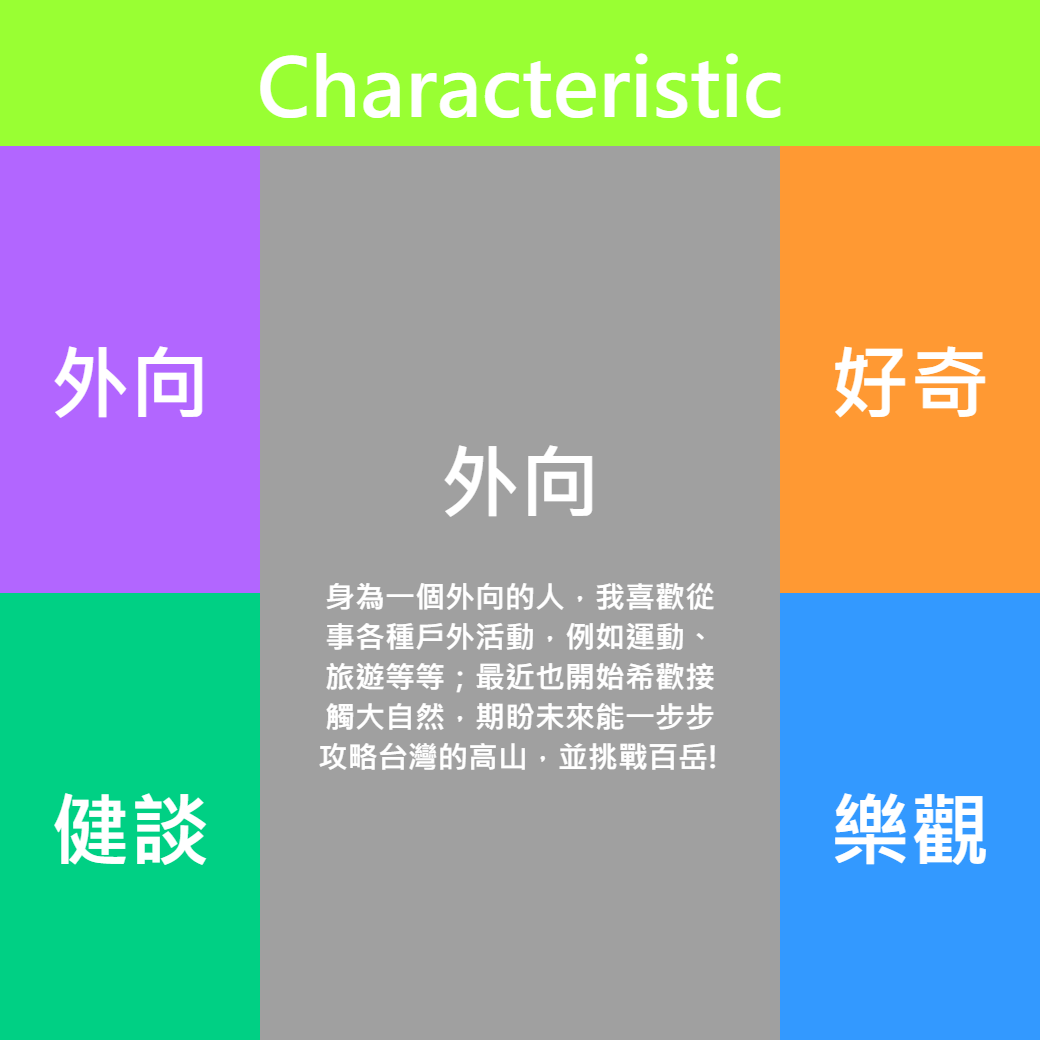 Characteristic
外向
好奇
外向
身為一個外向的人，我喜歡從
事各種戶外活動，例如運動、
旅遊等等；最近也開始希歡接
觸大自然，期盼未來能一步步
攻略台灣的高山，並挑戰百岳!
健談
樂觀